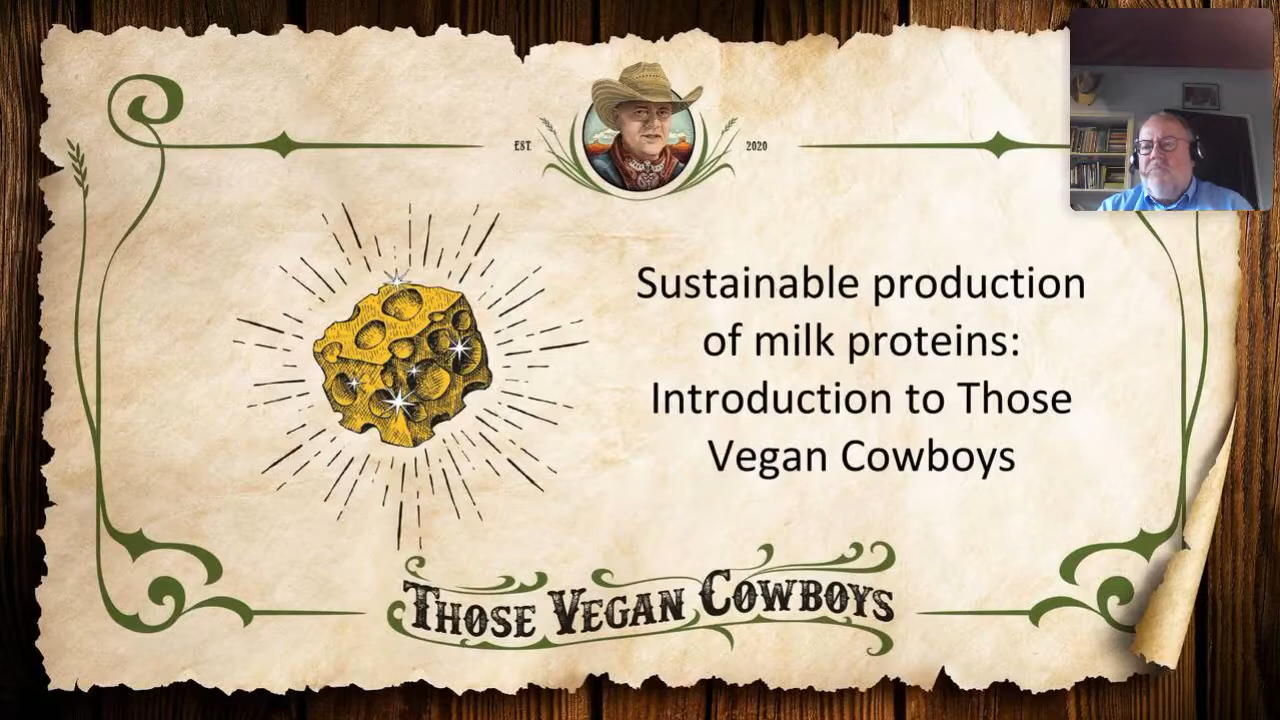 EST. 2020
Sustainable production
of milk proteins:
Introduction to Those
Vegan Cowboys
THOSE VEGAN COWBOYS